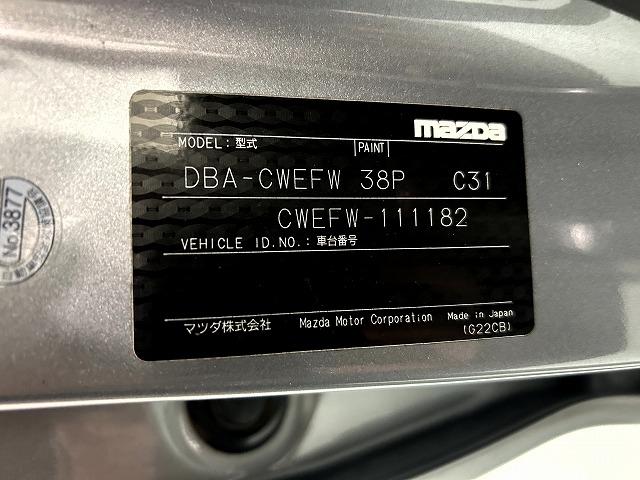 mazda
MODEL：型式 PAINT
DBA-CWEFW 38P C31
CWEFW-111182
VEHICLE ID.NO.：車台番号
マツダ株式会社 Mazda Motor Corporation Made in Japan
(G22CB)
No.3877